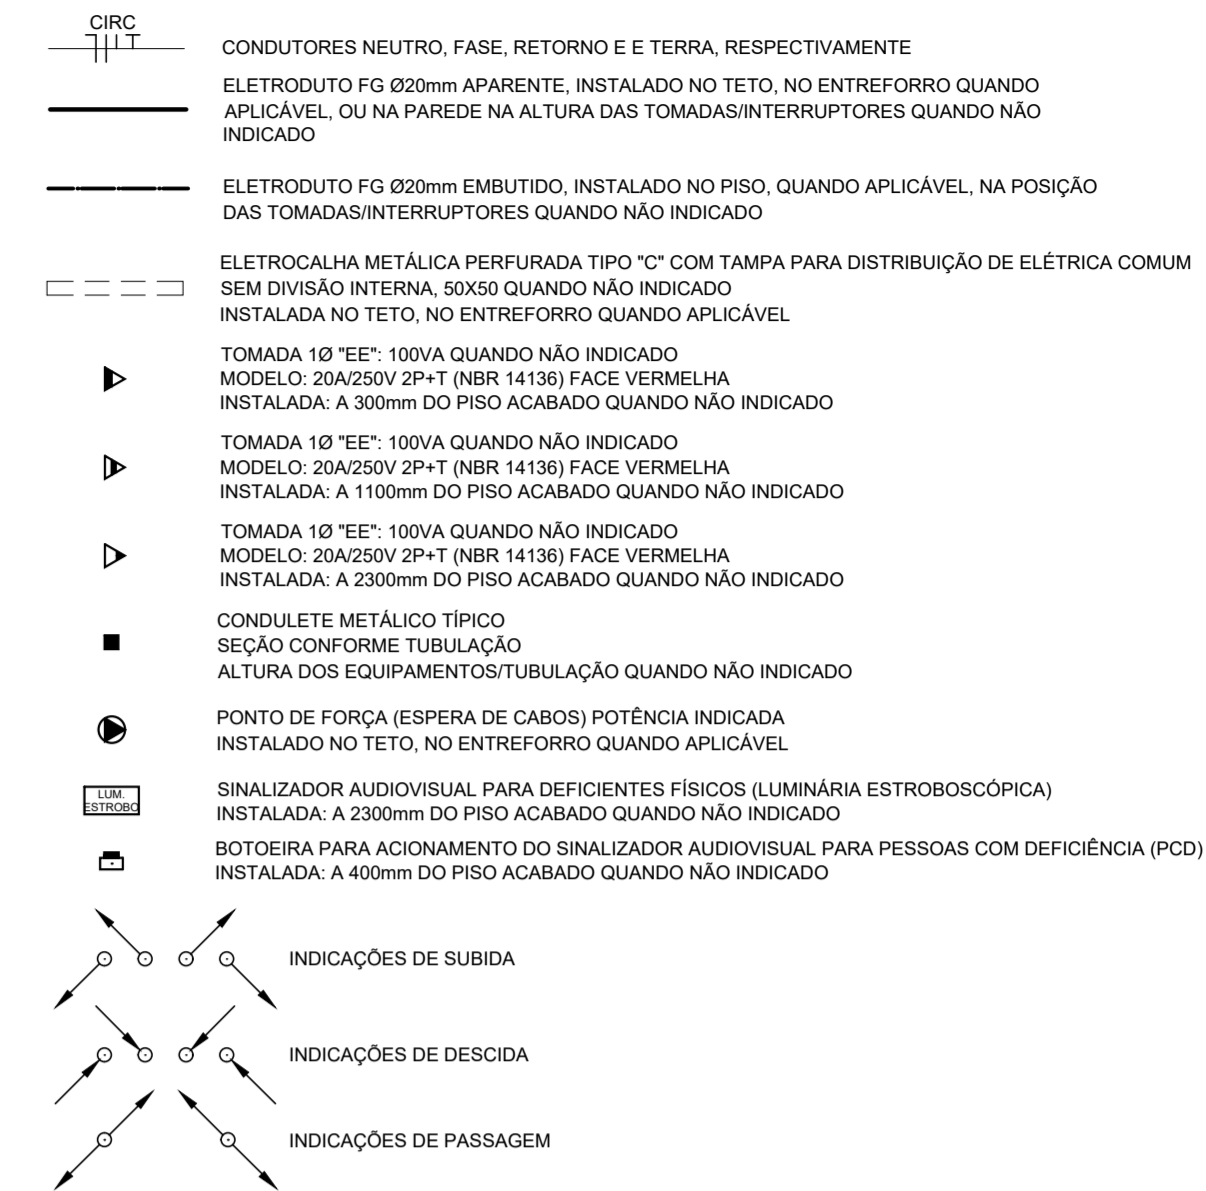 CIRC
CONDUTORES NEUTRO, FASE, RETORNO E E TERRA, RESPECTIVAMENTE
ELETRODUTO FG Ø20mm APARENTE, INSTALADO NO TETO, NO ENTREFORRO QUANDO
APLICÁVEL, OU NA PAREDE NA ALTURA DAS TOMADAS/INTERRUPTORES QUANDO NÃO
INDICADO
ELETRODUTO FG Ø20mm EMBUTIDO, INSTALADO NO PISO, QUANDO APLICÁVEL, NA POSIÇÃO
DAS TOMADAS/INTERRUPTORES QUANDO NÃO INDICADO
ELETROCALHA METÁLICA PERFURADA TIPO "C" COM TAMPA PARA DISTRIBUIÇÃO DE ELÉTRICA COMUM
SEM DIVISÃO INTERNA, 50X50 QUANDO NÃO INDICADO
INSTALADA NO TETO, NO ENTREFORRO QUANDO APLICÁVEL
TOMADA 1Ø "EE": 100VA QUANDO NÃO INDICADO
MODELO: 20A/250V 2P+T (NBR 14136) FACE VERMELHA
INSTALADA: A 300mm DO PISO ACABADO QUANDO NÃO INDICADO
TOMADA 1Ø "EE": 100VA QUANDO NÃO INDICADO
MODELO: 20A/250V 2P+T (NBR 14136) FACE VERMELHA
INSTALADA: A 1100mm DO PISO ACABADO QUANDO NÃO INDICADO
TOMADA 1Ø "EE": 100VA QUANDO NÃO INDICADO
MODELO: 20A/250V 2P+T (NBR 14136) FACE VERMELHA
INSTALADA: A 2300mm DO PISO ACABADO QUANDO NÃO INDICADO
CONDULETE METÁLICO TÍPICO
SEÇÃO CONFORME TUBULAÇÃO
ALTURA DOS EQUIPAMENTOS/TUBULAÇÃO QUANDO NÃO INDICADO
PONTO DE FORÇA (ESPERA DE CABOS) POTÊNCIA INDICADA
INSTALADO NO TETO, NO ENTREFORRO QUANDO APLICÁVEL
LUM.
ESTROBO
SINALIZADOR AUDIOVISUAL PARA DEFICIENTES FÍSICOS (LUMINÁRIA ESTROBOSCÓPICA)
INSTALADA: A 2300mm DO PISO ACABADO QUANDO NÃO INDICADO
BOTOEIRA PARA ACIONAMENTO DO SINALIZADOR AUDIOVISUAL PARA PESSOAS COM DEFICIÊNCIA (PCD)
INSTALADA: A 400mm DO PISO ACABADO QUANDO NÃO INDICADO
INDICAÇÕES DE SUBIDA
INDICAÇÕES DE DESCIDA
INDICAÇÕES DE PASSAGEM